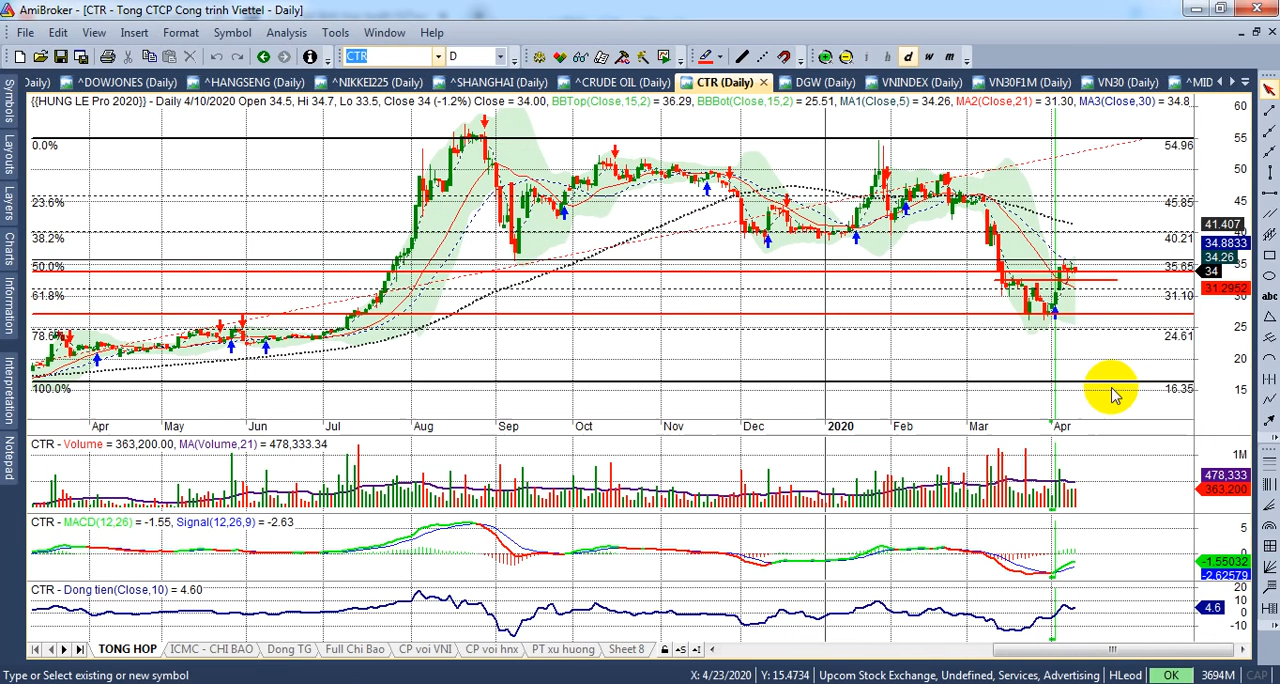 AmiBroker - [CTR - Tong CTCP Cong trinh Viettel - Daily]
File Edit View Insert Format Symbol Analysis Tools Window Help
CTR D i h d w m
Daily) ^DOWJONES (Daily) ^HANGSENG (Daily) ^NIKKEI225 (Daily) ^SHANGHAI (Daily) ^CRUDE OIL (Daily) CTR (Daily) DGW (Daily) VNINDEX (Daily) VN30F1M (Daily) VN30 (Daily) ^MID
{{HUNG LE Pro 2020}} - Daily 4/10/2020 Open 34.5, Hi 34.7, Lo 33.5, Close 34 (-1.2%) Close = 34.00, BBTop(Close,15,2) = 36.29, BBBot(Close,15,2) = 25.51, MA1(Close,5) = 34.26, MA2(Close,21) = 31.30, MA3(Close,30) = 34.8
60
0.0% 54.96 55
50
23.6% 45.85 45
41.407
38.2% 40.21 40
34.8833
34.26
50.0% 35.65 35
34
61.8% 31.10 31.2952 30
25
78.6% 24.61
20
100.0% 16.35 15
Apr May Jun Jul Aug Sep Oct Nov Dec 2020 Feb Mar Apr
CTR - Volume = 363,200.00, MA(Volume,21) = 478,333.34
1M
478,333
363,200
CTR - MACD(12,26) = -1.55, Signal(12,26,9) = -2.63
5
0
-1.55032
-2.62579
CTR - Dong tien(Close,10) = 4.60
20
10
4.6
-10
TONG HOP ICMC - CHI BAO Dong TG Full Chi Bao CP voi VNI CP voi hnx PT xu huong Sheet 8
Type or Select existing or new symbol X: 4/23/2020 Y: 15.4734 Upcom Stock Exchange, Undefined, Services, Advertising HLeod OK 3694M CAP
Symbols
Layouts
Layers
Charts
Information
Interpretation
Notepad
abc